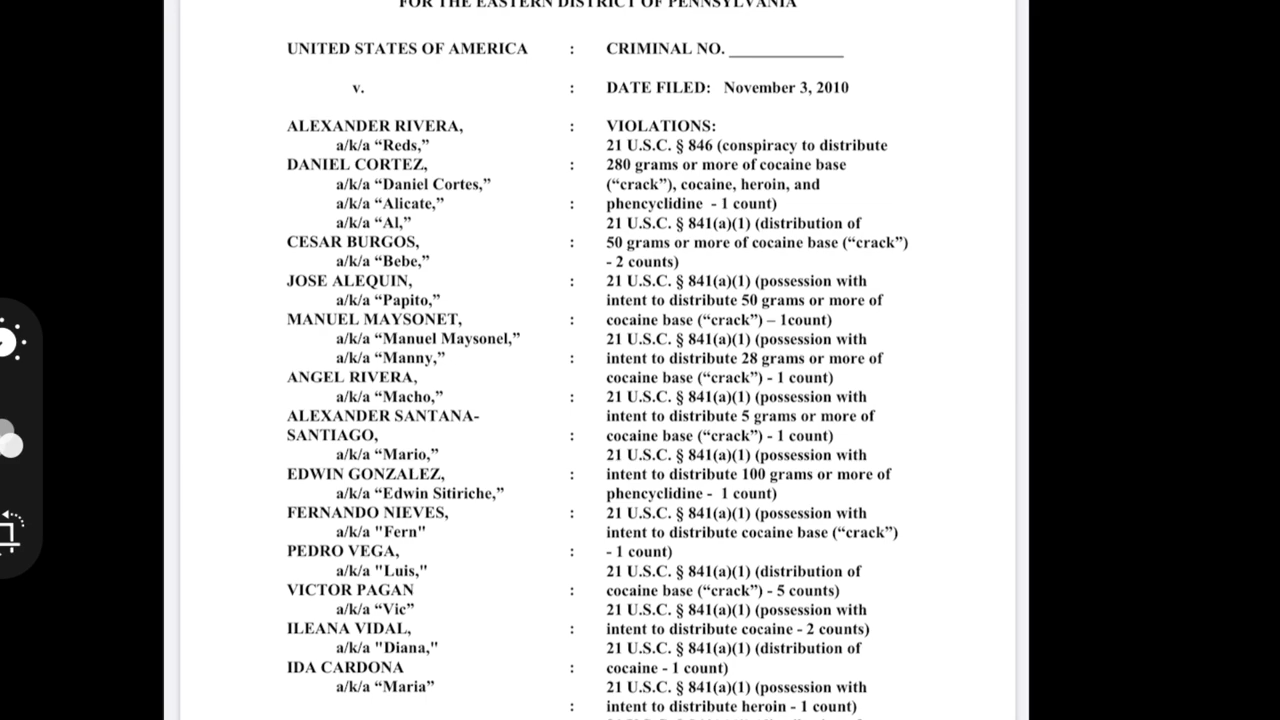 FOR THE EASTERN DISTRICT OF PENNSYLVANIA
UNITED STATES OF AMERICA : CRIMINAL NO. ______________
v. : DATE FILED: November 3, 2010
ALEXANDER RIVERA, : VIOLATIONS:
a/k/a “Reds,” 21 U.S.C. § 846 (conspiracy to distribute
DANIEL CORTEZ, : 280 grams or more of cocaine base
a/k/a “Daniel Cortes,” (“crack”), cocaine, heroin, and
a/k/a “Alicate,” : phencyclidine - 1 count)
a/k/a “Al,” 21 U.S.C. § 841(a)(1) (distribution of
CESAR BURGOS, : 50 grams or more of cocaine base (“crack”)
a/k/a “Bebe,” - 2 counts)
JOSE ALEQUIN, : 21 U.S.C. § 841(a)(1) (possession with
a/k/a “Papito,” intent to distribute 50 grams or more of
MANUEL MAYSONET, : cocaine base (“crack”) – 1count)
a/k/a “Manuel Maysonel,” 21 U.S.C. § 841(a)(1) (possession with
a/k/a “Manny,” : intent to distribute 28 grams or more of
ANGEL RIVERA, cocaine base (“crack”) - 1 count)
a/k/a “Macho,” : 21 U.S.C. § 841(a)(1) (possession with
ALEXANDER SANTANA- intent to distribute 5 grams or more of
SANTIAGO, : cocaine base (“crack”) - 1 count)
a/k/a “Mario,” 21 U.S.C. § 841(a)(1) (possession with
EDWIN GONZALEZ, : intent to distribute 100 grams or more of
a/k/a “Edwin Sitiriche,” phencyclidine - 1 count)
FERNANDO NIEVES, : 21 U.S.C. § 841(a)(1) (possession with
a/k/a "Fern" intent to distribute cocaine base (“crack”)
PEDRO VEGA, : - 1 count)
a/k/a "Luis," 21 U.S.C. § 841(a)(1) (distribution of
VICTOR PAGAN : cocaine base (“crack”) - 5 counts)
a/k/a “Vic” 21 U.S.C. § 841(a)(1) (possession with
ILEANA VIDAL, : intent to distribute cocaine - 2 counts)
a/k/a "Diana," 21 U.S.C. § 841(a)(1) (distribution of
IDA CARDONA : cocaine - 1 count)
a/k/a “Maria” 21 U.S.C. § 841(a)(1) (possession with
: intent to distribute heroin - 1 count)